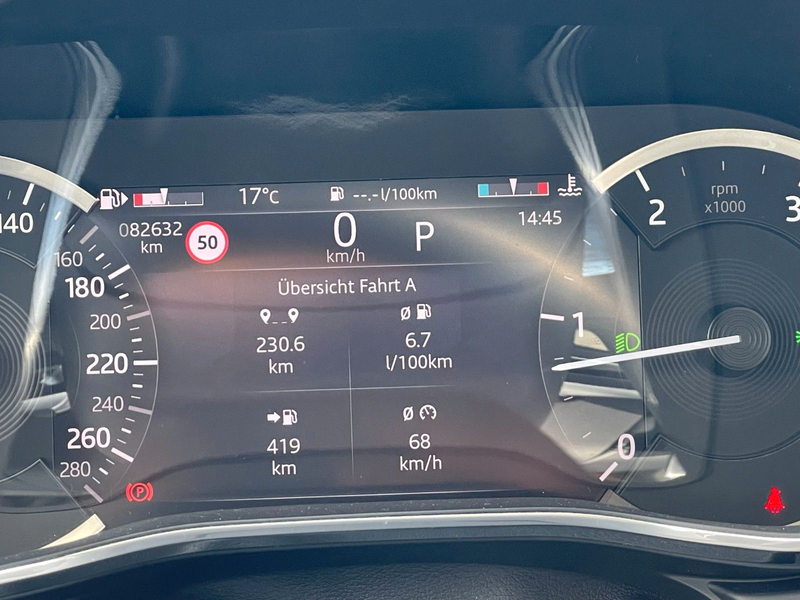 17°C
--.- l/100km
082632
km
50
0
km/h
P
14:45
Übersicht Fahrt A
230.6
km
6.7
l/100km
419
km
68
km/h
140
160
180
200
220
240
260
280
rpm
x1000
0
1
2
3
P